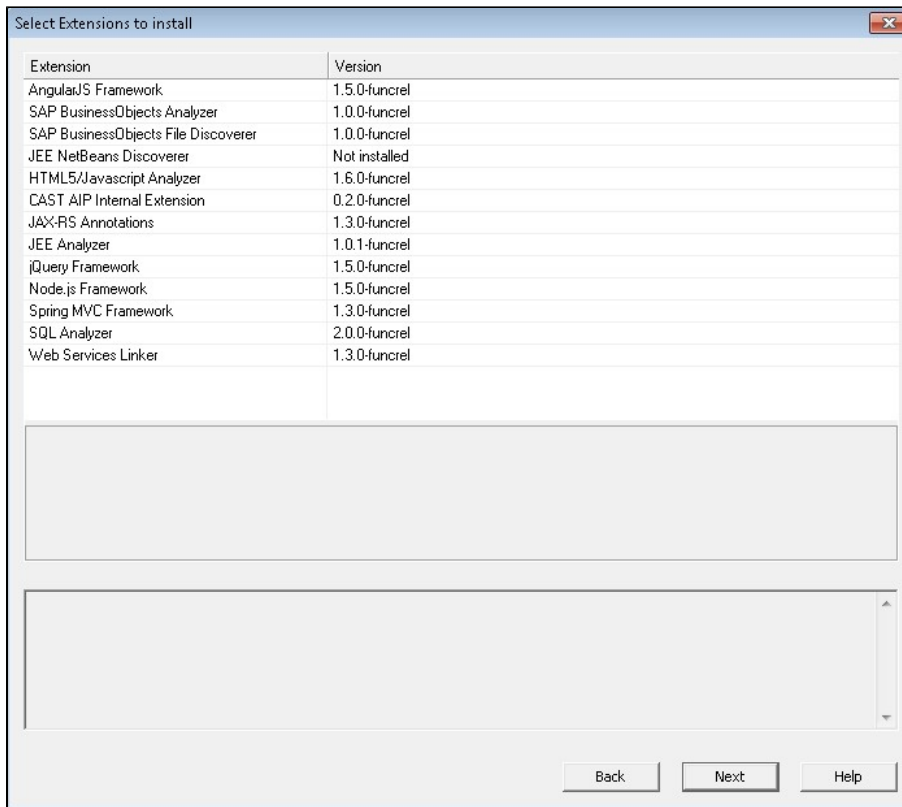 Select Extensions to install
Extension Version
AngularJS Framework 1.5.0-funcrel
SAP BusinessObjects Analyzer 1.0.0-funcrel
SAP BusinessObjects File Discoverer 1.0.0-funcrel
JEE NetBeans Discoverer Not installed
HTML5/Javascript Analyzer 1.6.0-funcrel
CAST AIP Internal Extension 0.2.0-funcrel
JAX-RS Annotations 1.3.0-funcrel
JEE Analyzer 1.0.1-funcrel
jQuery Framework 1.5.0-funcrel
Node.js Framework 1.5.0-funcrel
Spring MVC Framework 1.3.0-funcrel
SQL Analyzer 2.0.0-funcrel
Web Services Linker 1.3.0-funcrel
Back Next Help